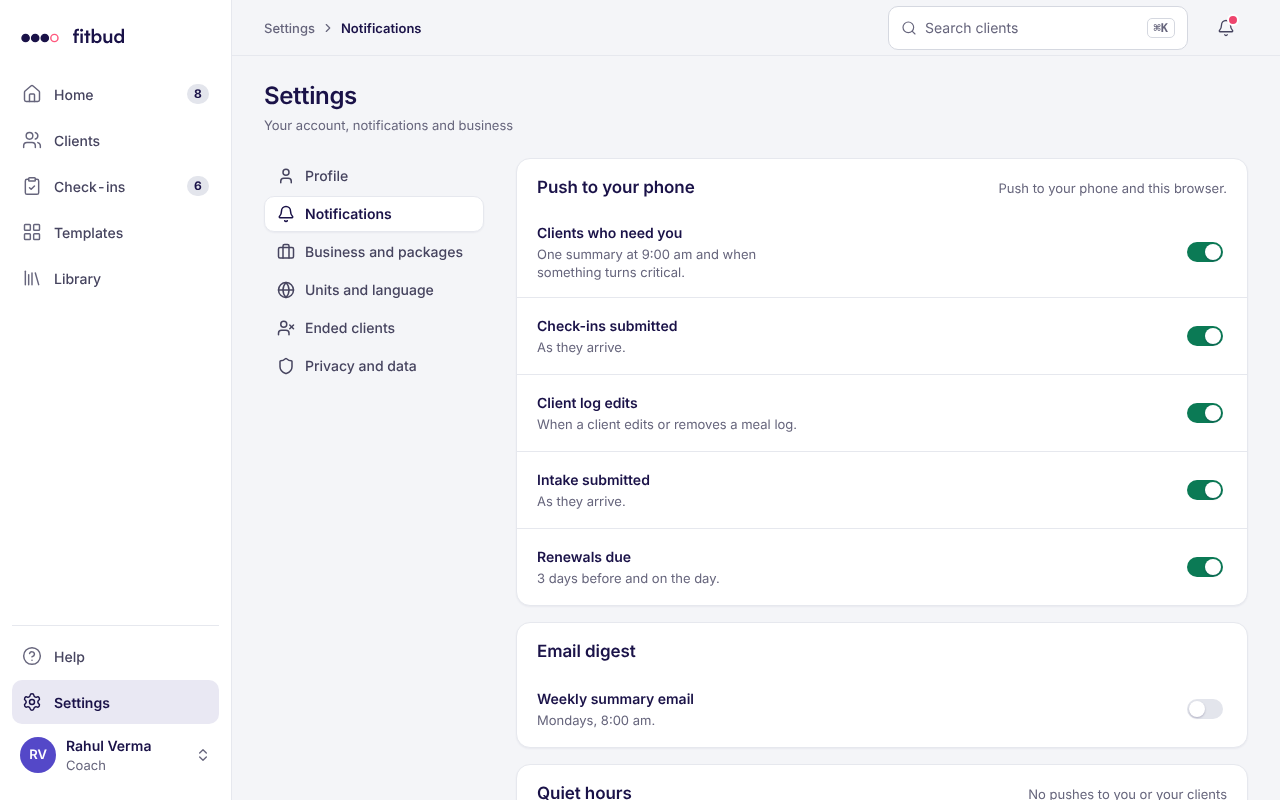 fitbud
Home 8
Clients
Check-ins 6
Templates
Library
Help
Settings
RV
Rahul Verma
Coach
Settings > Notifications
Search clients ⌘K
Settings
Your account, notifications and business
Profile
Notifications
Business and packages
Units and language
Ended clients
Privacy and data
Push to your phone
Push to your phone and this browser.
Clients who need you
One summary at 9:00 am and when
something turns critical.
Check-ins submitted
As they arrive.
Client log edits
When a client edits or removes a meal log.
Intake submitted
As they arrive.
Renewals due
3 days before and on the day.
Email digest
Weekly summary email
Mondays, 8:00 am.
Quiet hours
No pushes to you or your clients